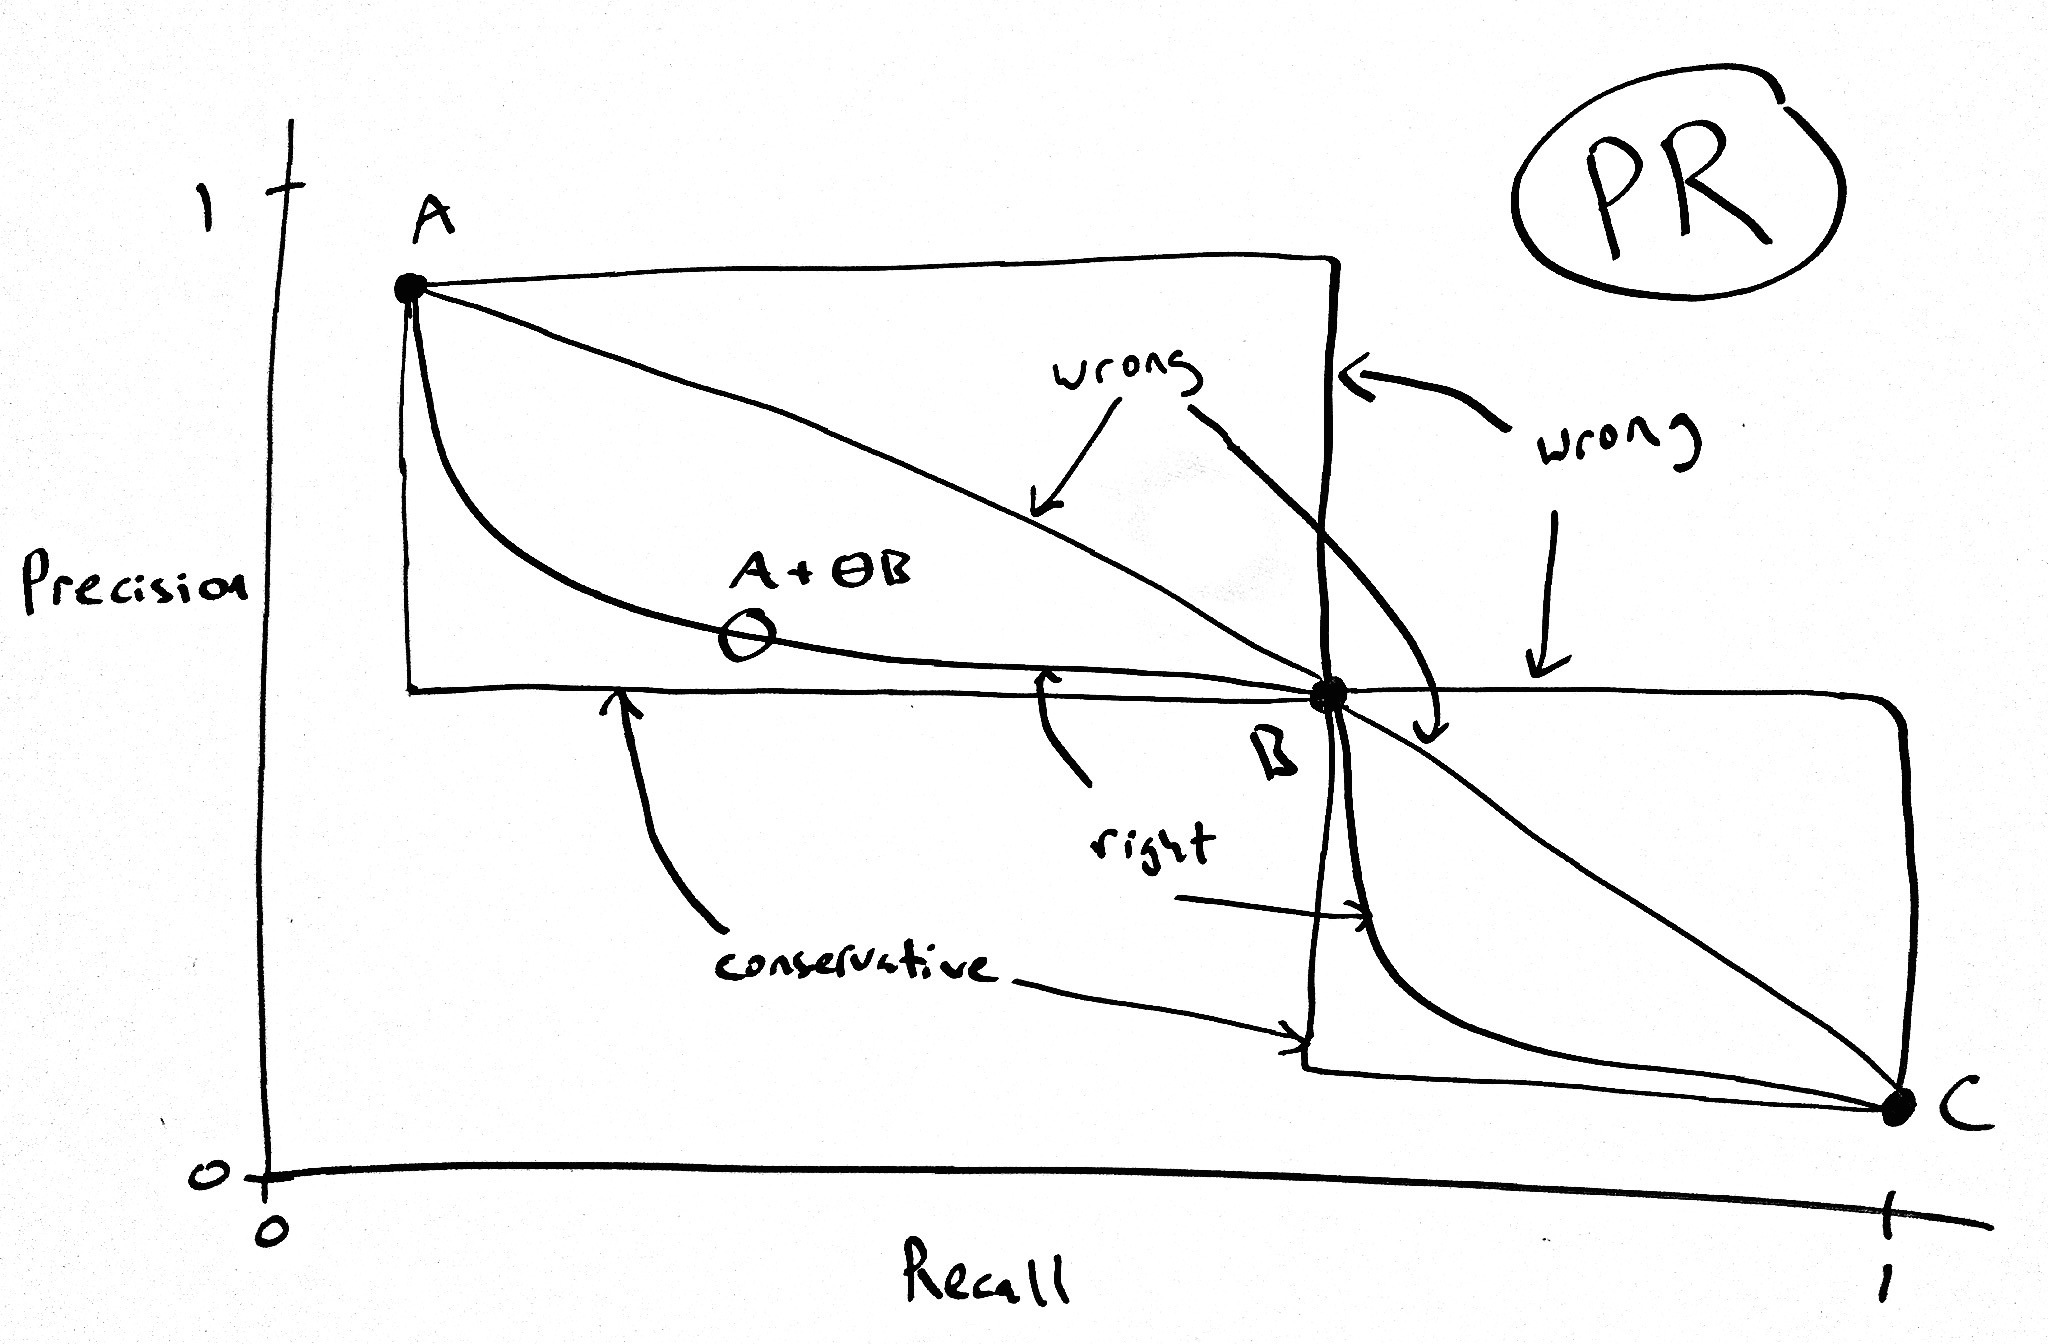 PR
1
A
wrong
wrong
A + θB
Precision
B
right
conservative
C
0
0
Recall
1